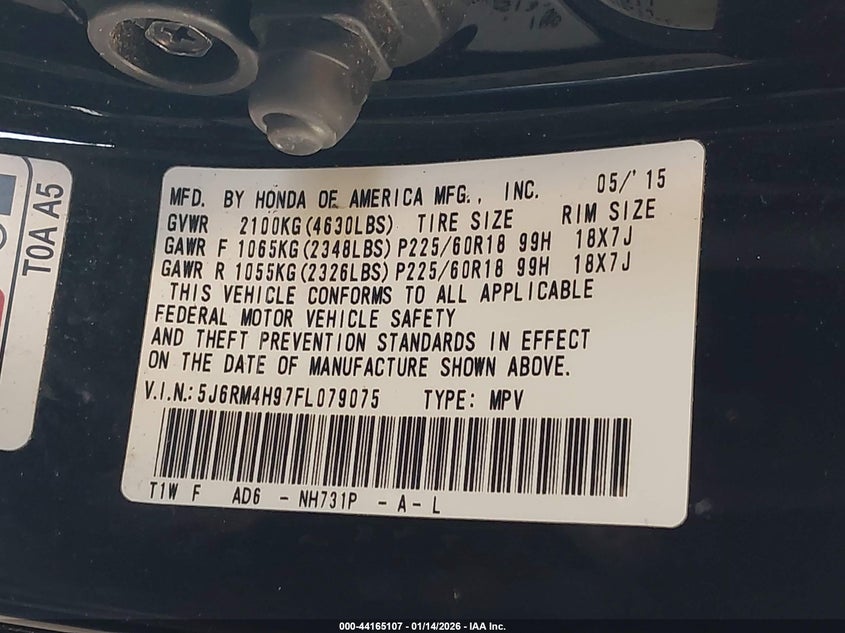 MFD. BY HONDA OF AMERICA MFG., INC. 05/'15
GVWR 2100KG(4630LBS) TIRE SIZE RIM SIZE
GAWR F 1065KG(2348LBS) P225/60R18 99H 18X7J
GAWR R 1055KG(2326LBS) P225/60R18 99H 18X7J
THIS VEHICLE CONFORMS TO ALL APPLICABLE
FEDERAL MOTOR VEHICLE SAFETY
AND THEFT PREVENTION STANDARDS IN EFFECT
ON THE DATE OF MANUFACTURE SHOWN ABOVE.
V.I.N.: 5J6RM4H97FL079075 TYPE: MPV
T1W F AD6 - NH731P - A - L
T0A A5
000-44165107 - 01/14/2026 - IAA Inc.